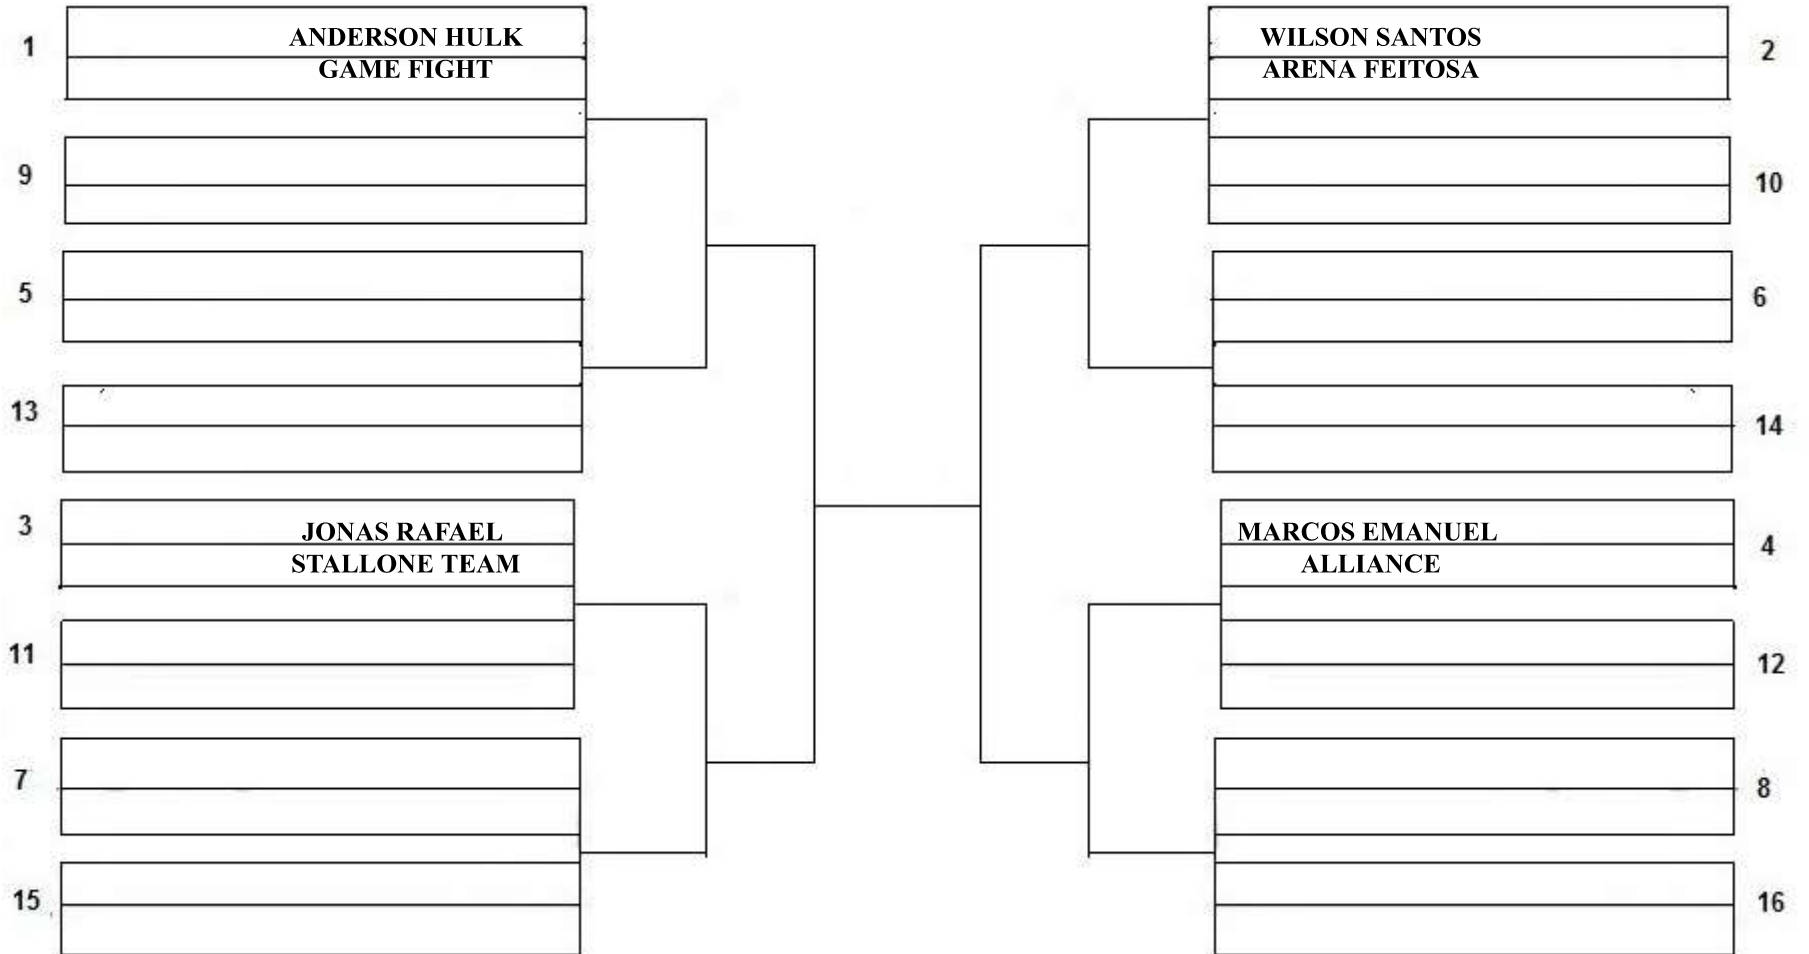 1
ANDERSON HULK
GAME FIGHT
9
5
13
3
JONAS RAFAEL
STALLONE TEAM
11
7
15
WILSON SANTOS
ARENA FEITOSA
2
10
6
14
MARCOS EMANUEL
ALLIANCE
4
12
8
16